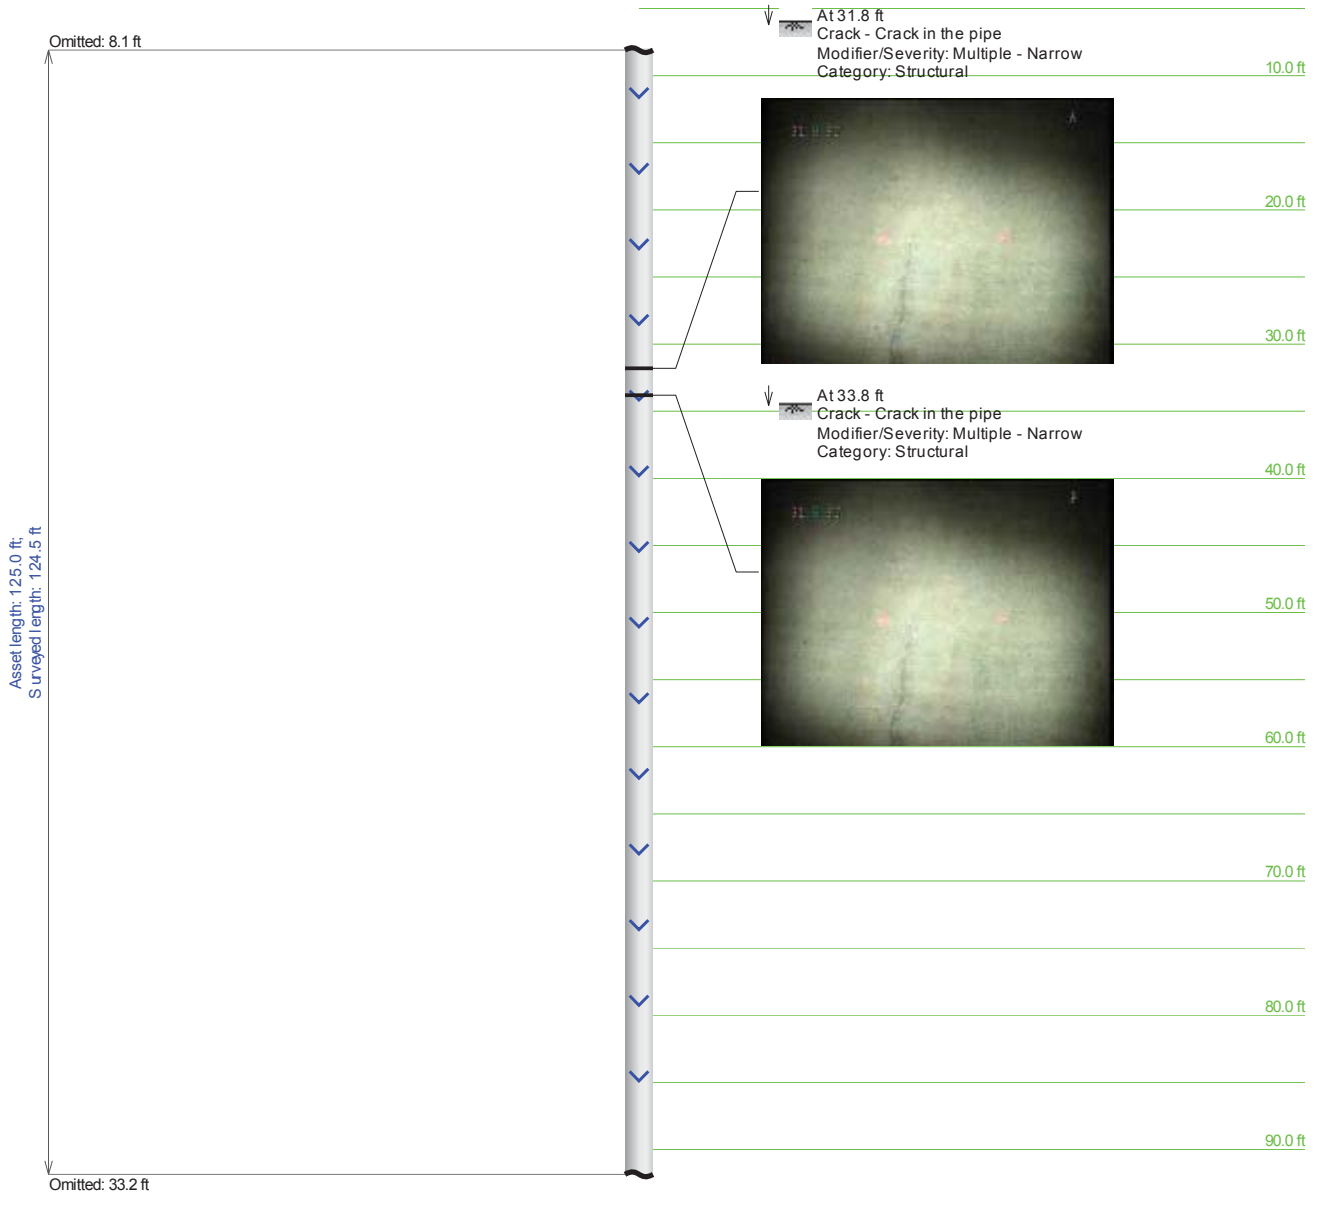 Omitted: 8.1 ft
At 31.8 ft
Crack - Crack in the pipe
Modifier/Severity: Multiple - Narrow
Category: Structural
10.0 ft
20.0 ft
30.0 ft
At 33.8 ft
Crack - Crack in the pipe
Modifier/Severity: Multiple - Narrow
Category: Structural
40.0 ft
Asset length: 125.0 ft;
Surveyed length: 124.5 ft
50.0 ft
60.0 ft
70.0 ft
80.0 ft
90.0 ft
Omitted: 33.2 ft